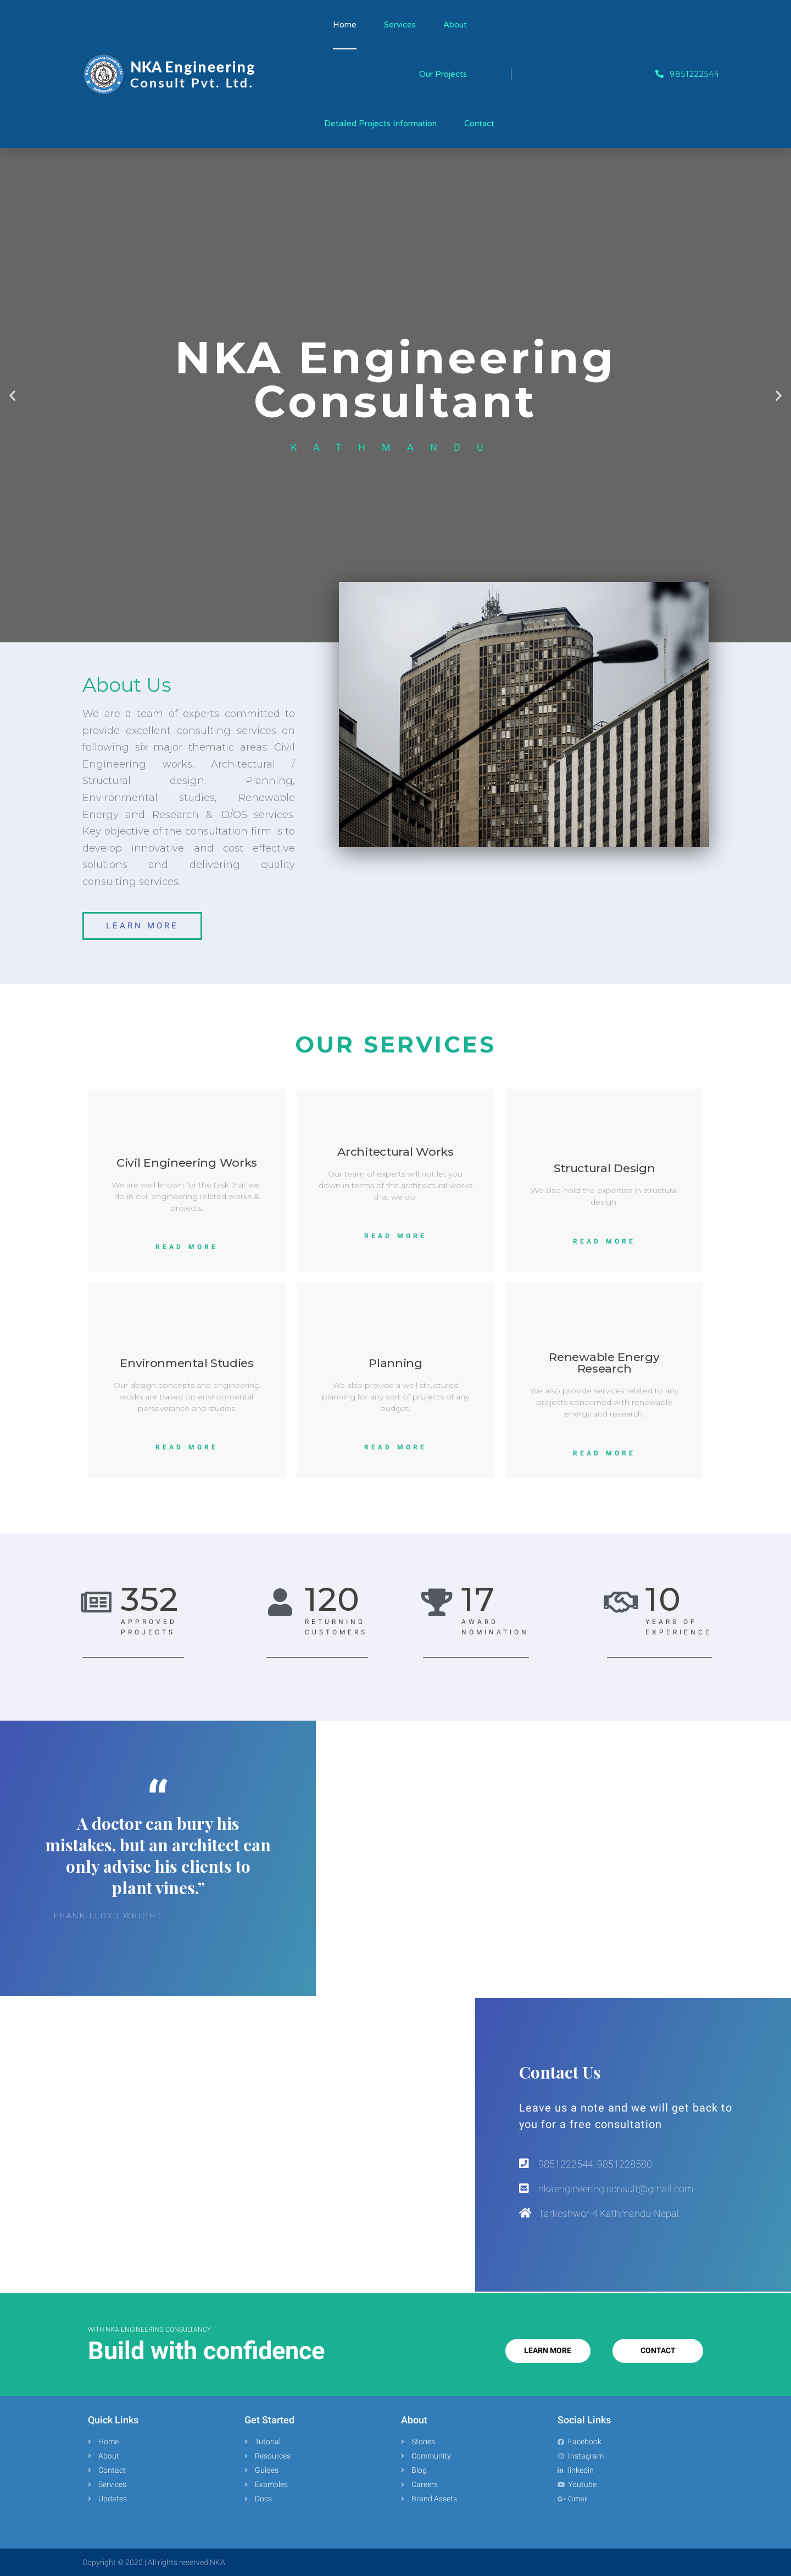 NKA Engineering
Consult Pvt. Ltd.
Home
Services
About
Our Projects
Detailed Projects Information
Contact
9851222544
NKA Engineering
Consultant
KATHMANDU
About Us
We are a team of experts committed to
provide excellent consulting services on
following six major thematic areas: Civil
Engineering works, Architectural /
Structural design, Planning,
Environmental studies, Renewable
Energy and Research & ID/OS services.
Key objective of the consultation firm is to
develop innovative and cost effective
solutions and delivering quality
consulting services.
LEARN MORE
OUR SERVICES
Civil Engineering Works
We are well known for the task that we
do in civil engineering related works &
projects.
READ MORE
Architectural Works
Our team of experts will not let you
down in terms of the architectural works
that we do.
READ MORE
Structural Design
We also hold the expertise in structural
design.
READ MORE
Environmental Studies
Our design concepts and engineering
works are based on environmental
perseverance and studies
READ MORE
Planning
We also provide a well structured
planning for any sort of projects of any
budget.
READ MORE
Renewable Energy
Research
We also provide services related to any
projects concerned with renewable
energy and research.
READ MORE
352
APPROVED
PROJECTS
120
RETURNING
CUSTOMERS
17
AWARD
NOMINATION
10
YEARS OF
EXPERIENCE
“
A doctor can bury his
mistakes, but an architect can
only advise his clients to
plant vines.”
FRANK LLOYD WRIGHT
Contact Us
Leave us a note and we will get back to
you for a free consultation
9851222544, 9851228580
nkaengineering.consult@gmail.com
Tarkeshwor-4 Kathmandu-Nepal.
WITH NKA ENGINEERING CONSULTANCY
Build with confidence
LEARN MORE
CONTACT
Quick Links
Home
About
Contact
Services
Updates
Get Started
Tutorial
Resources
Guides
Examples
Docs
About
Stories
Community
Blog
Careers
Brand Assets
Social Links
Facebook
Instagram
linkedin
Youtube
Gmail
Copyright © 2020 | All rights reserved NKA